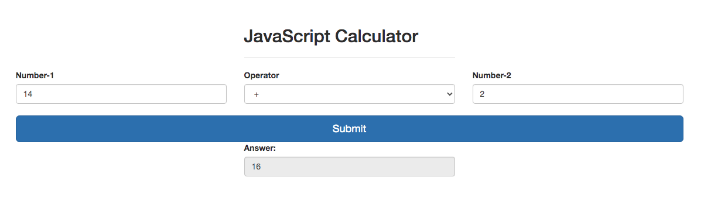 JavaScript Calculator
Number-1 Operator Number-2
14 + 2
Submit
Answer:
16